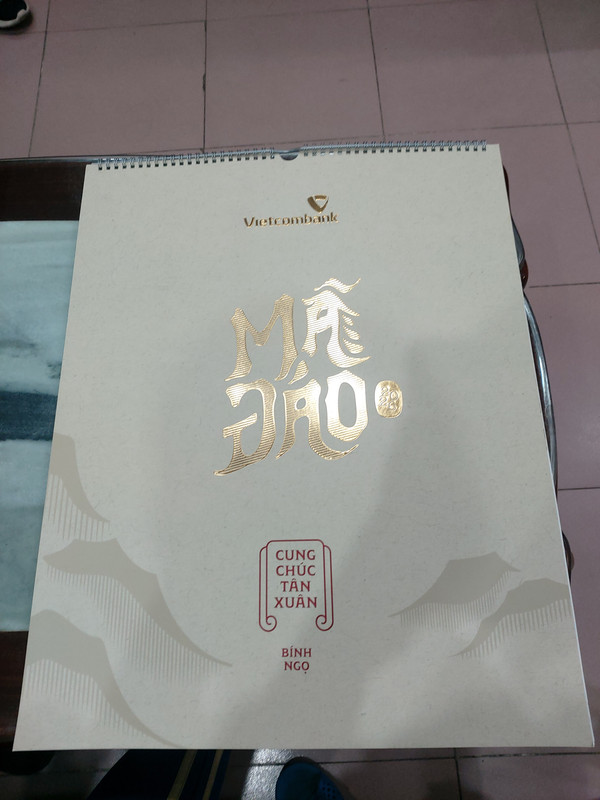 Vietcombank
MÃ
ĐÁO
CUNG
CHÚC
TÂN
XUÂN
BÍNH
NGỌ